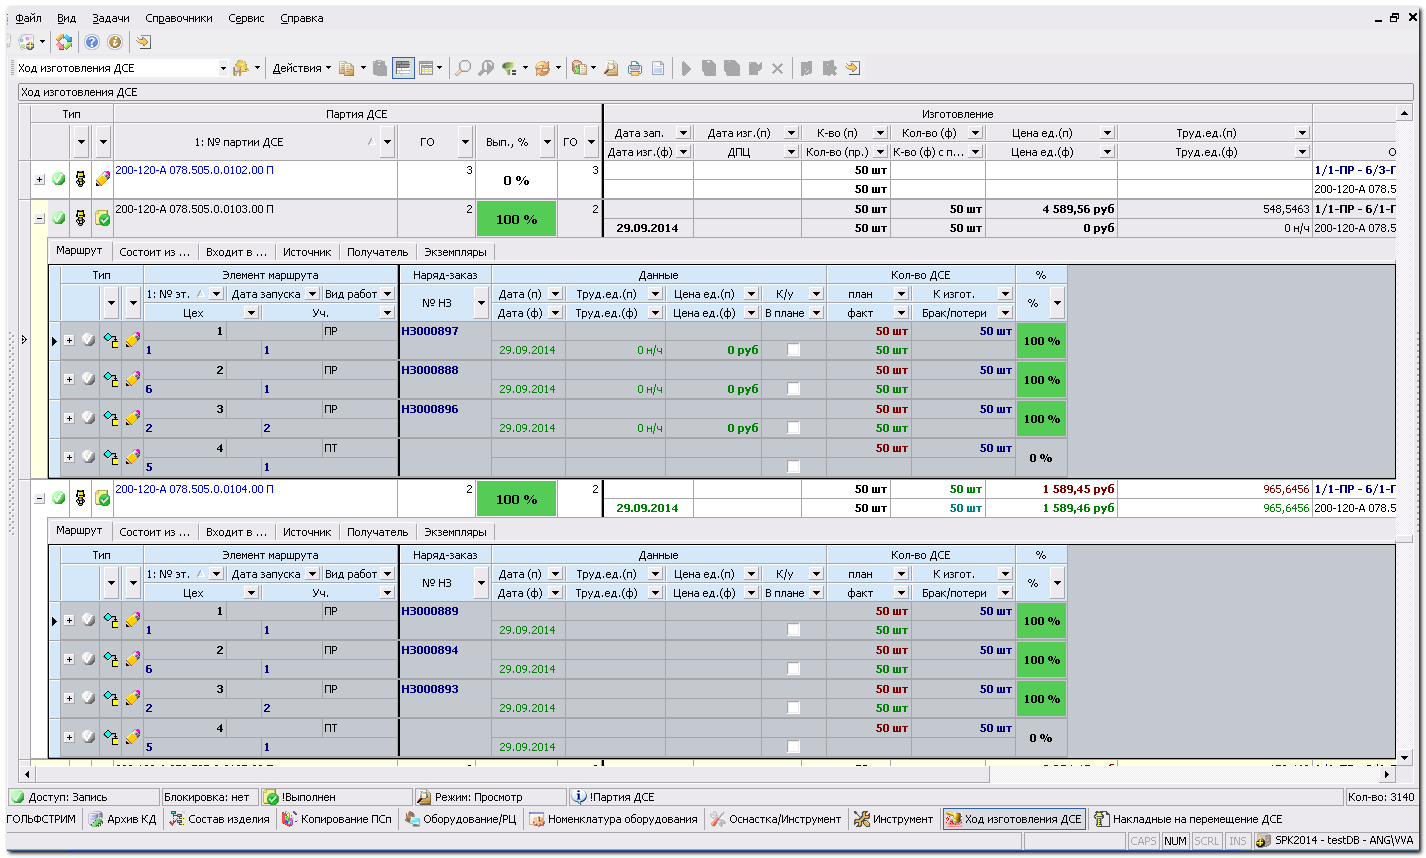 Файл Вид Задачи Справочники Сервис Справка
Ход изготовления ДСЕ Действия
Ход изготовления ДСЕ
Тип Партия ДСЕ Изготовление
1: № партии ДСЕ ГО Вып., % ГО
Дата зап. Дата изг.(п) К-во (п) Кол-во (ф) Цена ед.(п) Труд.ед.(п)
Дата изг.(ф) ДПЦ Кол-во (пр.) К-во (ф) с п... Цена ед.(ф) Труд.ед.(ф) О
200-120-А 078.505.0.0102.00 П 3 0 % 3 50 шт 1/1-ПР - 6/3-Г
50 шт 200-120-А 078.5
200-120-А 078.505.0.0103.00 П 2 100 % 2 50 шт 50 шт 4 589,56 руб 548,5463 1/1-ПР - 6/1-Г
29.09.2014 50 шт 50 шт 0 руб 0 н/ч 200-120-А 078.5
Маршрут Состоит из ... Входит в ... Источник Получатель Экземпляры
Тип Элемент маршрута Наряд-заказ Данные Кол-во ДСЕ %
1: № эт. Дата запуска Вид работ № НЗ Дата (п) Труд.ед.(п) Цена ед.(п) К/у план К изгот. %
Цех Уч. Дата (ф) Труд.ед.(ф) Цена ед.(ф) В плане факт Брак/потери
1 ПР НЗ000897 50 шт 50 шт 100 %
1 1 29.09.2014 0 н/ч 0 руб 50 шт
2 ПР НЗ000888 50 шт 50 шт 100 %
6 1 29.09.2014 0 н/ч 0 руб 50 шт
3 ПР НЗ000896 50 шт 50 шт 100 %
2 2 29.09.2014 0 н/ч 0 руб 50 шт
4 ПТ 50 шт 50 шт 0 %
5 1
200-120-А 078.505.0.0104.00 П 2 100 % 2 50 шт 50 шт 1 589,45 руб 965,6456 1/1-ПР - 6/1-Г
29.09.2014 50 шт 50 шт 1 589,46 руб 965,6456 200-120-А 078.5
Маршрут Состоит из ... Входит в ... Источник Получатель Экземпляры
Тип Элемент маршрута Наряд-заказ Данные Кол-во ДСЕ %
1: № эт. Дата запуска Вид работ № НЗ Дата (п) Труд.ед.(п) Цена ед.(п) К/у план К изгот. %
Цех Уч. Дата (ф) Труд.ед.(ф) Цена ед.(ф) В плане факт Брак/потери
1 ПР НЗ000889 50 шт 50 шт 100 %
1 1 29.09.2014 50 шт
2 ПР НЗ000894 50 шт 50 шт 100 %
6 1 29.09.2014 50 шт
3 ПР НЗ000893 50 шт 50 шт 100 %
2 2 29.09.2014 50 шт
4 ПТ 50 шт 50 шт 0 %
5 1 29.09.2014
Доступ: Запись Блокировка: нет !Выполнен Режим: Просмотр !Партия ДСЕ Кол-во: 3140
ГОЛЬФСТРИМ Архив КД Состав изделия Копирование ПСп Оборудование/РЦ Номенклатура оборудования Оснастка/Инструмент Инструмент Ход изготовления ДСЕ Накладные на перемещение ДСЕ
CAPS NUM SCRL INS SPK2014 - testDB - ANG\VVA